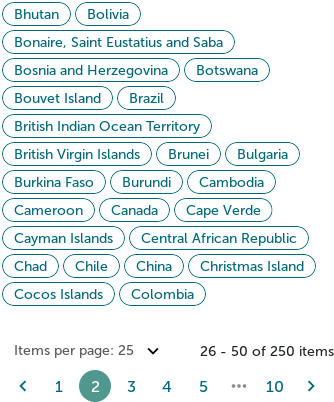 Bhutan Bolivia
Bonaire, Saint Eustatius and Saba
Bosnia and Herzegovina Botswana
Bouvet Island Brazil
British Indian Ocean Territory
British Virgin Islands Brunei Bulgaria
Burkina Faso Burundi Cambodia
Cameroon Canada Cape Verde
Cayman Islands Central African Republic
Chad Chile China Christmas Island
Cocos Islands Colombia
Items per page: 25 26 - 50 of 250 items
1 2 3 4 5 ••• 10